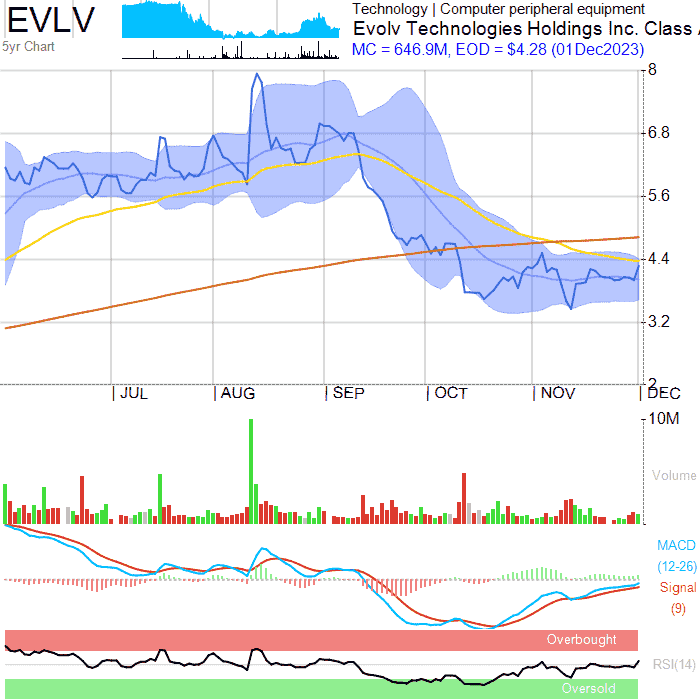 EVLV
5yr Chart
Technology | Computer peripheral equipment
Evolv Technologies Holdings Inc. Class
MC = 646.9M, EOD = $4.28 (01Dec2023)
8
6.8
5.6
4.4
3.2
2
JUL AUG SEP OCT NOV DEC
10M
Volume
MACD
(12-26)
Signal
(9)
Overbought
RSI(14)
Oversold